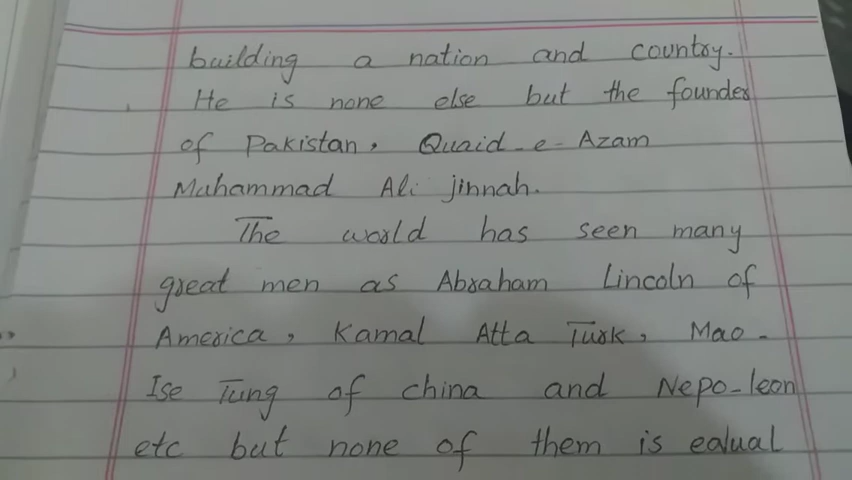 building a nation and country.
He is none else but the founder
of Pakistan, Quaid-e-Azam
Muhammad Ali jinnah.
The world has seen many
great men as Abraham Lincoln of
America, Kamal Atta Turk, Mao-
Ise Tung of china and Nepo-leon
etc but none of them is eaual